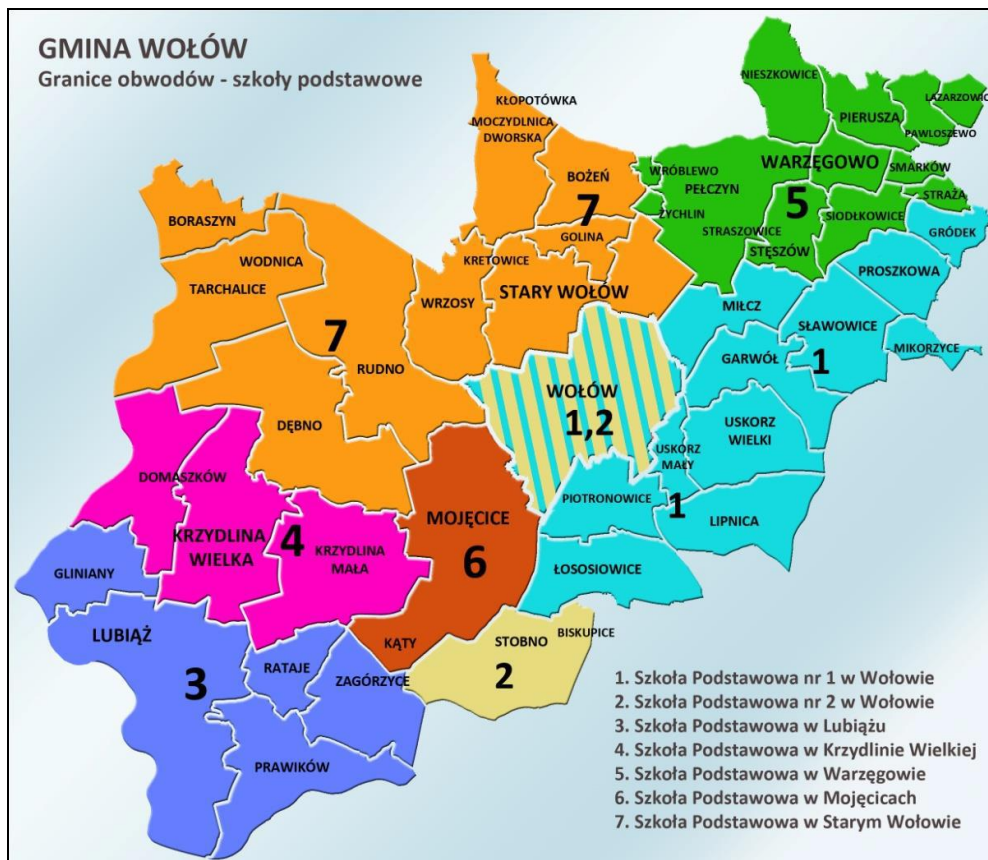 GMINA WOŁÓW
Granice obwodów - szkoły podstawowe
NIESZKOWICE
LAZARZOWIC
PIERUSZA
PAWLOSZEWO
KŁOPOTÓWKA
MOCZYDLNICA
DWORSKA
BOŻEŃ
7
WRÓBLEWO
PEŁCZYN
WARZĘGOWO
SMARKÓW
STRAŻA
5
ŻYCHLIN
STRASZOWICE
SIODŁKOWICE
STĘSZÓW
GRÓDEK
BORASZYN
WODNICA
TARCHALICE
GOLINA
KRETOWICE
WRZOSY
STARY WOŁÓW
PROSZKOWA
MIŁCZ
SŁAWOWICE
MIKORZYCE
GARWÓŁ
1
7
RUDNO
DĘBNO
WOŁÓW
1,2
USKORZ
WIELKI
USKORZ
MAŁY
PIOTRONOWICE
1
LIPNICA
DOMASZKÓW
KRZYDLINA
WIELKA
4
KRZYDLINA
MAŁA
MOJĘCICE
6
KĄTY
ŁOSOSIOWICE
GLINIANY
LUBIĄŻ
3
RATAJE
ZAGÓRZYCE
PRAWIKÓW
STOBNO
BISKUPICE
2
1. Szkoła Podstawowa nr 1 w Wołowie
2. Szkoła Podstawowa nr 2 w Wołowie
3. Szkoła Podstawowa w Lubiążu
4. Szkoła Podstawowa w Krzydlinie Wielkiej
5. Szkoła Podstawowa w Warzęgowie
6. Szkoła Podstawowa w Mojęcicach
7. Szkoła Podstawowa w Starym Wołowie